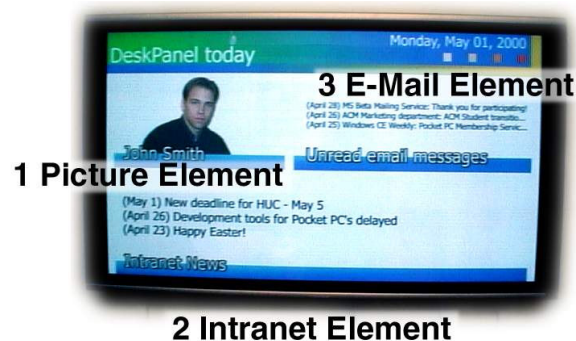 DeskPanel today
Monday, May 01, 2000
3 E-Mail Element
(April 28) MS Beta Mailing Service: Thank you for participating!
(April 26) ACM Marketing department: ACM Student transitio...
(April 25) Windows CE Weekly: Pocket PC Membership Servic...
John Smith
Unread email messages
1 Picture Element
(May 1) New deadline for HUC - May 5
(April 26) Development tools for Pocket PC's delayed
(April 23) Happy Easter!
Intranet News
2 Intranet Element